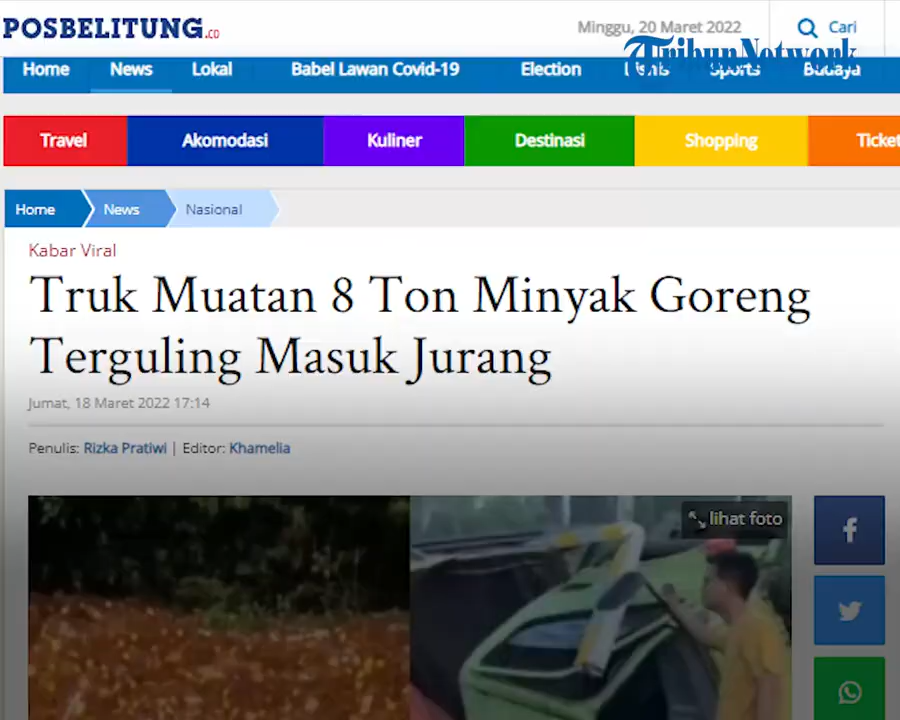 POSBELITUNG.CO
Minggu, 20 Maret 2022
Cari
TribunNetwork
Home News Lokal Babel Lawan Covid-19 Election Bisnis Sports Budaya
Travel Akomodasi Kuliner Destinasi Shopping Ticket
Home News Nasional
Kabar Viral
Truk Muatan 8 Ton Minyak Goreng
Terguling Masuk Jurang
Jumat, 18 Maret 2022 17:14
Penulis: Rizka Pratiwi | Editor: Khamelia
lihat foto